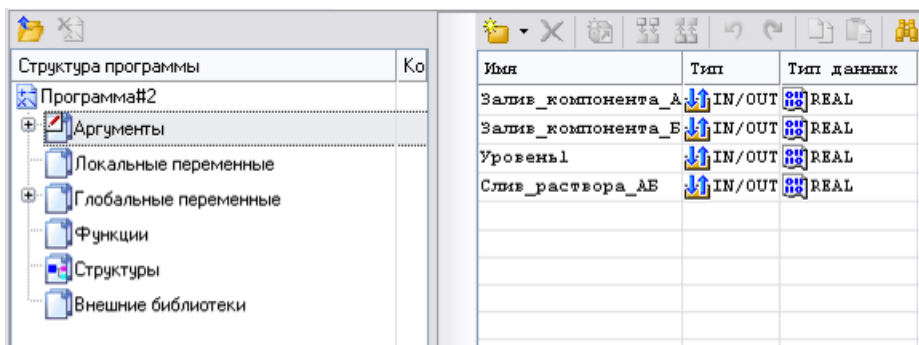 Структура программы Ко
Программа#2
Аргументы
Локальные переменные
Глобальные переменные
Функции
Структуры
Внешние библиотеки
Имя Тип Тип данных
Залив_компонента_А IN/OUT REAL
Залив_компонента_Б IN/OUT REAL
Уровень1 IN/OUT REAL
Слив_раствора_АБ IN/OUT REAL